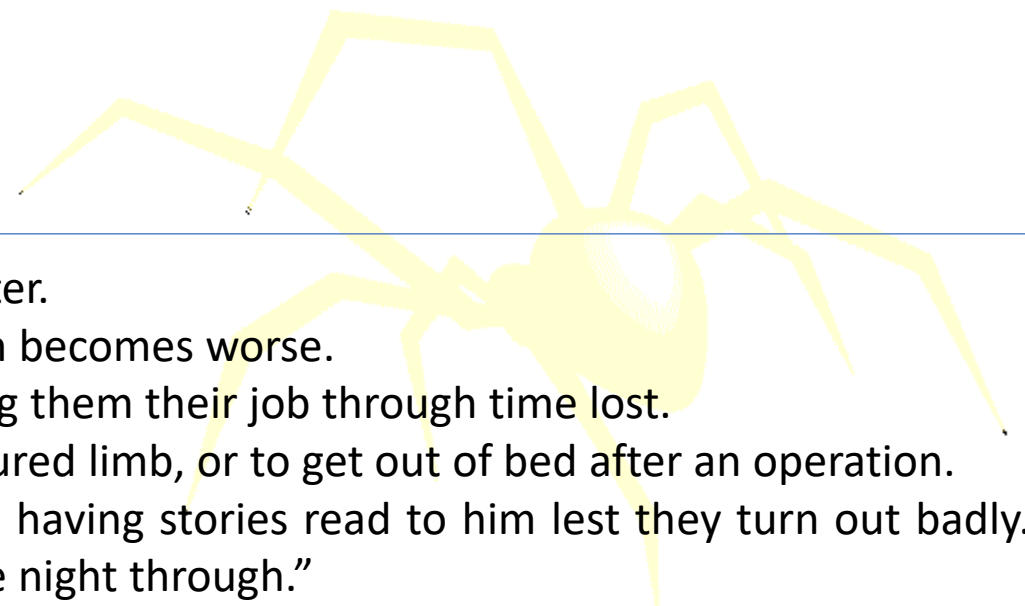 ter.
n becomes worse.
g them their job through time lost.
ured limb, or to get out of bed after an operation.
having stories read to him lest they turn out badly.
e night through.”